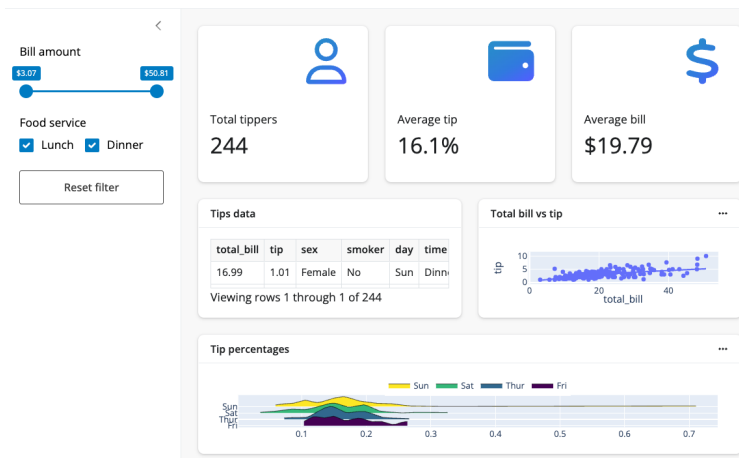 Bill amount
$3.07 $50.81
Food service
Lunch Dinner
Reset filter
Total tippers
244
Average tip
16.1%
Average bill
$19.79
Tips data
total_bill tip sex smoker day time
16.99 1.01 Female No Sun Dinn
Viewing rows 1 through 1 of 244
Total bill vs tip
tip
10
5
0
0 20 40
total_bill
Tip percentages
Sun Sat Thur Fri
Sun
Sat
Thur
Fri
0.1 0.2 0.3 0.4 0.5 0.6 0.7